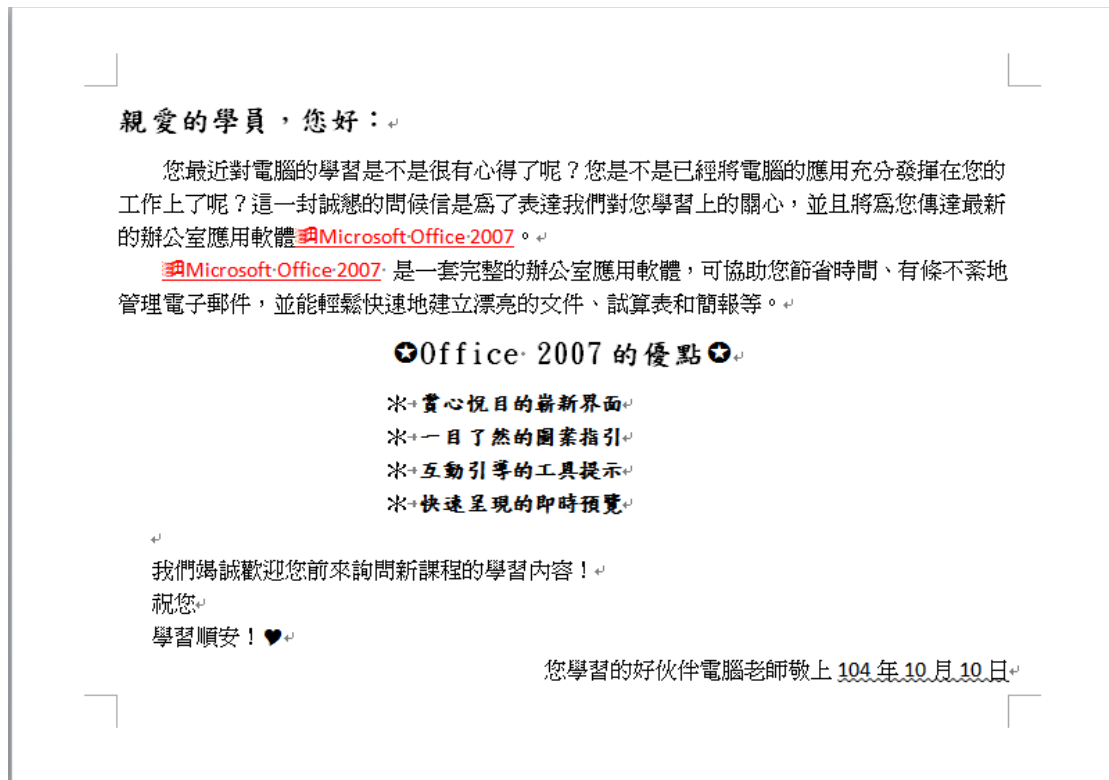 親愛的學員，您好：
您最近對電腦的學習是不是很有心得了呢？您是不是已經將電腦的應用充分發揮在您的
工作上了呢？這一封誠懇的問候信是為了表達我們對您學習上的關心，並且將為您傳達最新
的辦公室應用軟體Microsoft Office 2007。
Microsoft Office 2007 是一套完整的辦公室應用軟體，可協助您節省時間、有條不紊地
管理電子郵件，並能輕鬆快速地建立漂亮的文件、試算表和簡報等。
✪Office 2007 的優點✪
＊賞心悅目的嶄新界面
＊一目了然的圖案指引
＊互動引導的工具提示
＊快速呈現的即時預覽
我們竭誠歡迎您前來詢問新課程的學習內容！
祝您
學習順安！♥
您學習的好伙伴電腦老師敬上 104 年 10 月 10 日